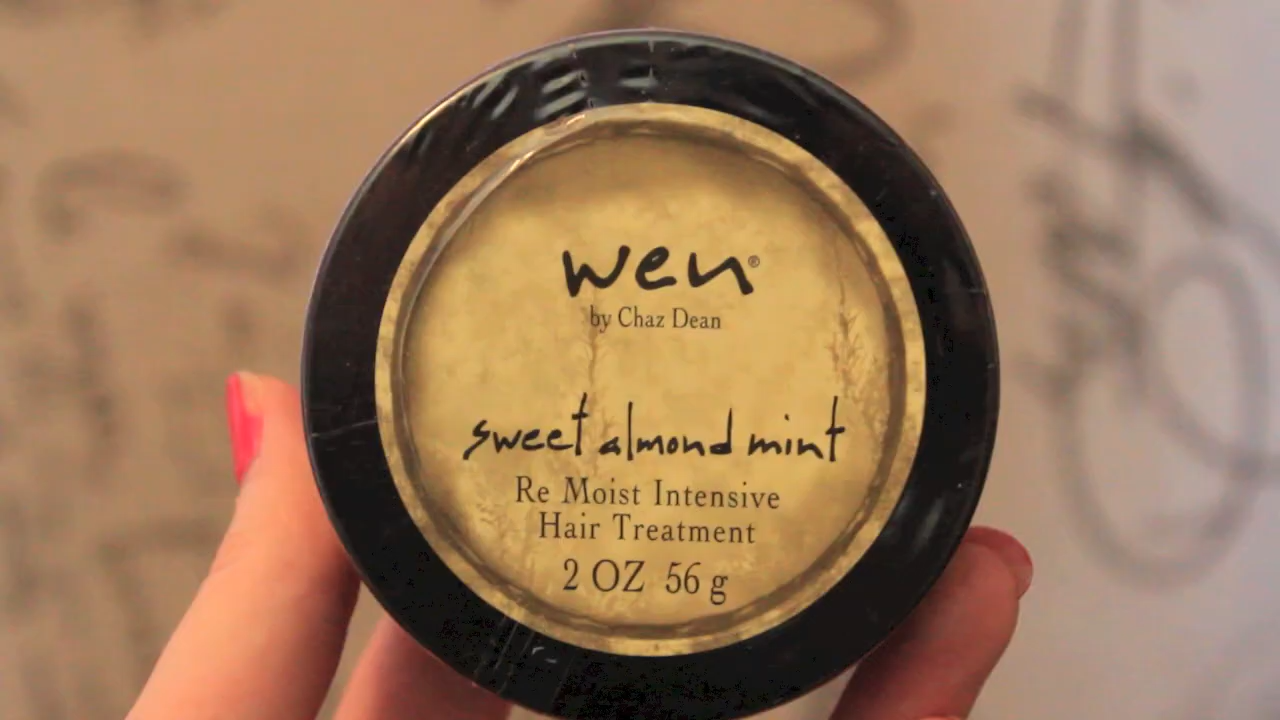 wen®
by Chaz Dean
sweet almond mint
Re Moist Intensive
Hair Treatment
2 OZ 56 g